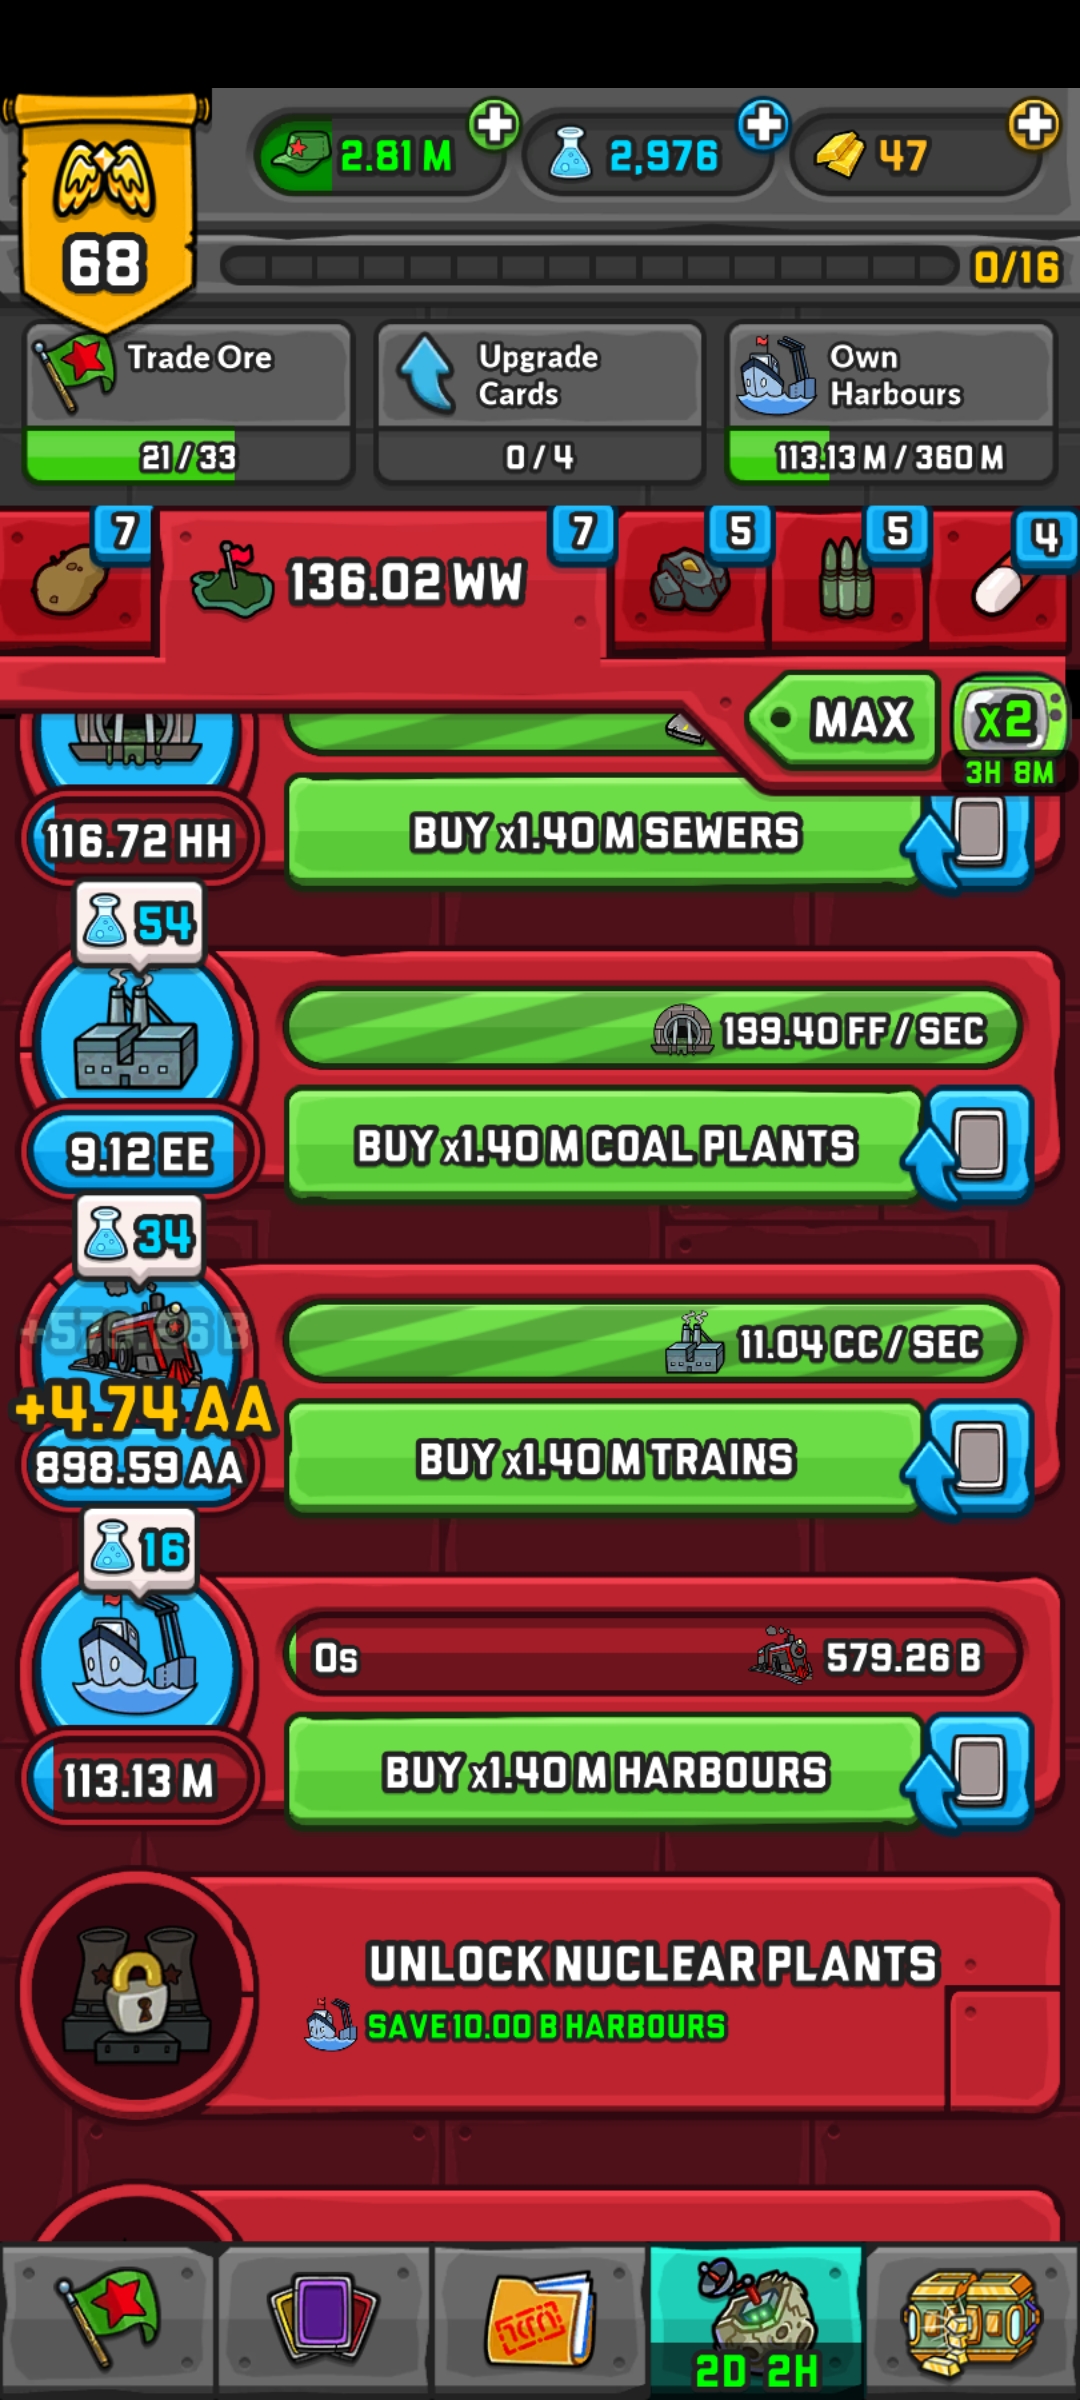 2.81 M
2,976
47
68
0/16
Trade Ore
21 / 33
Upgrade
Cards
0 / 4
Own
Harbours
113.13 M / 360 M
7
136.02 WW
7
5
5
4
MAX
x2
3H 8M
116.72 HH
BUY x1.40 M SEWERS
54
199.40 FF / SEC
9.12 EE
BUY x1.40 M COAL PLANTS
34
11.04 CC / SEC
+4.74 AA
898.59 AA
BUY x1.40 M TRAINS
16
0s
579.26 B
113.13 M
BUY x1.40 M HARBOURS
UNLOCK NUCLEAR PLANTS
SAVE 10.00 B HARBOURS
2D 2H